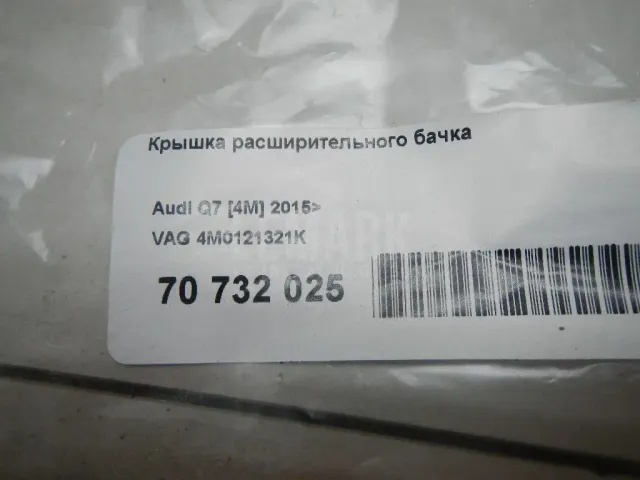 Крышка расширительного бачка
Audi Q7 [4M] 2015>
VAG 4M0121321K
70 732 025